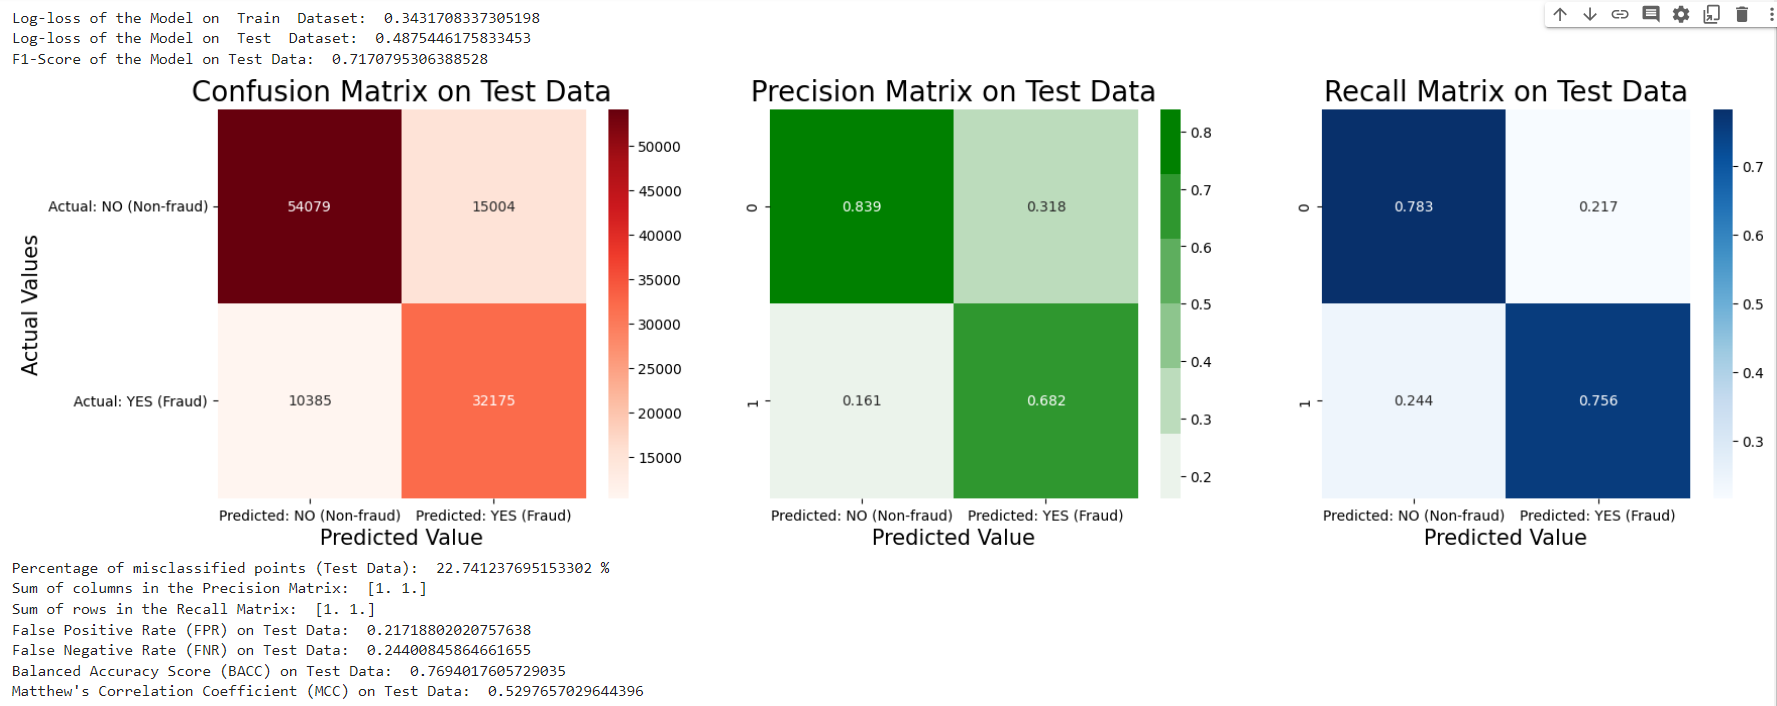 Log-loss of the Model on  Train  Dataset:  0.3431708337305198
Log-loss of the Model on  Test  Dataset:  0.4875446175833453
F1-Score of the Model on Test Data:  0.7170795306388528
Confusion Matrix on Test Data
Precision Matrix on Test Data
Recall Matrix on Test Data
Actual Values
Actual: NO (Non-fraud)
Actual: YES (Fraud)
54079 15004
10385 32175
50000
45000
40000
35000
30000
25000
20000
15000
Predicted: NO (Non-fraud) Predicted: YES (Fraud)
Predicted Value
0
1
0.839 0.318
0.161 0.682
0.8
0.7
0.6
0.5
0.4
0.3
0.2
Predicted: NO (Non-fraud) Predicted: YES (Fraud)
Predicted Value
0
1
0.783 0.217
0.244 0.756
0.7
0.6
0.5
0.4
0.3
Predicted: NO (Non-fraud) Predicted: YES (Fraud)
Predicted Value
Percentage of misclassified points (Test Data):  22.741237695153302 %
Sum of columns in the Precision Matrix:  [1. 1.]
Sum of rows in the Recall Matrix:  [1. 1.]
False Positive Rate (FPR) on Test Data:  0.21718802020757638
False Negative Rate (FNR) on Test Data:  0.24400845864661655
Balanced Accuracy Score (BACC) on Test Data:  0.7694017605729035
Matthew's Correlation Coefficient (MCC) on Test Data:  0.5297657029644396